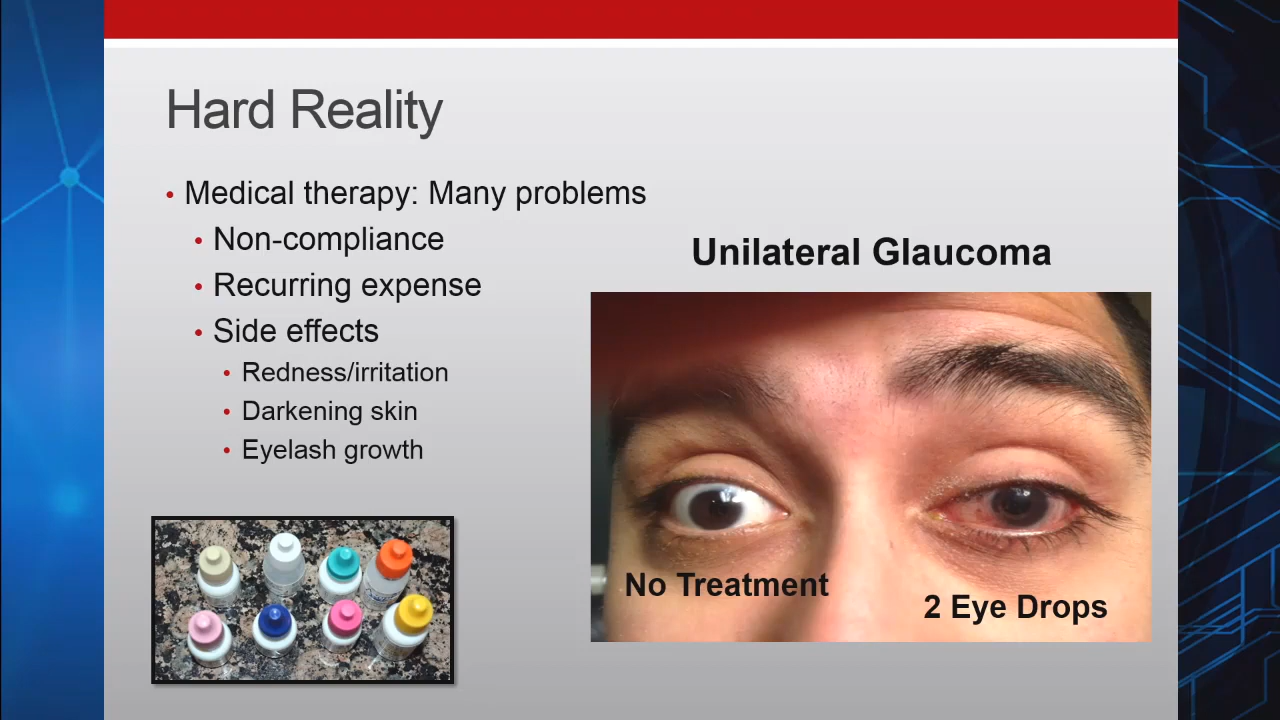 Hard Reality
• Medical therapy: Many problems
• Non-compliance
• Recurring expense
• Side effects
• Redness/irritation
• Darkening skin
• Eyelash growth
Unilateral Glaucoma
No Treatment
2 Eye Drops